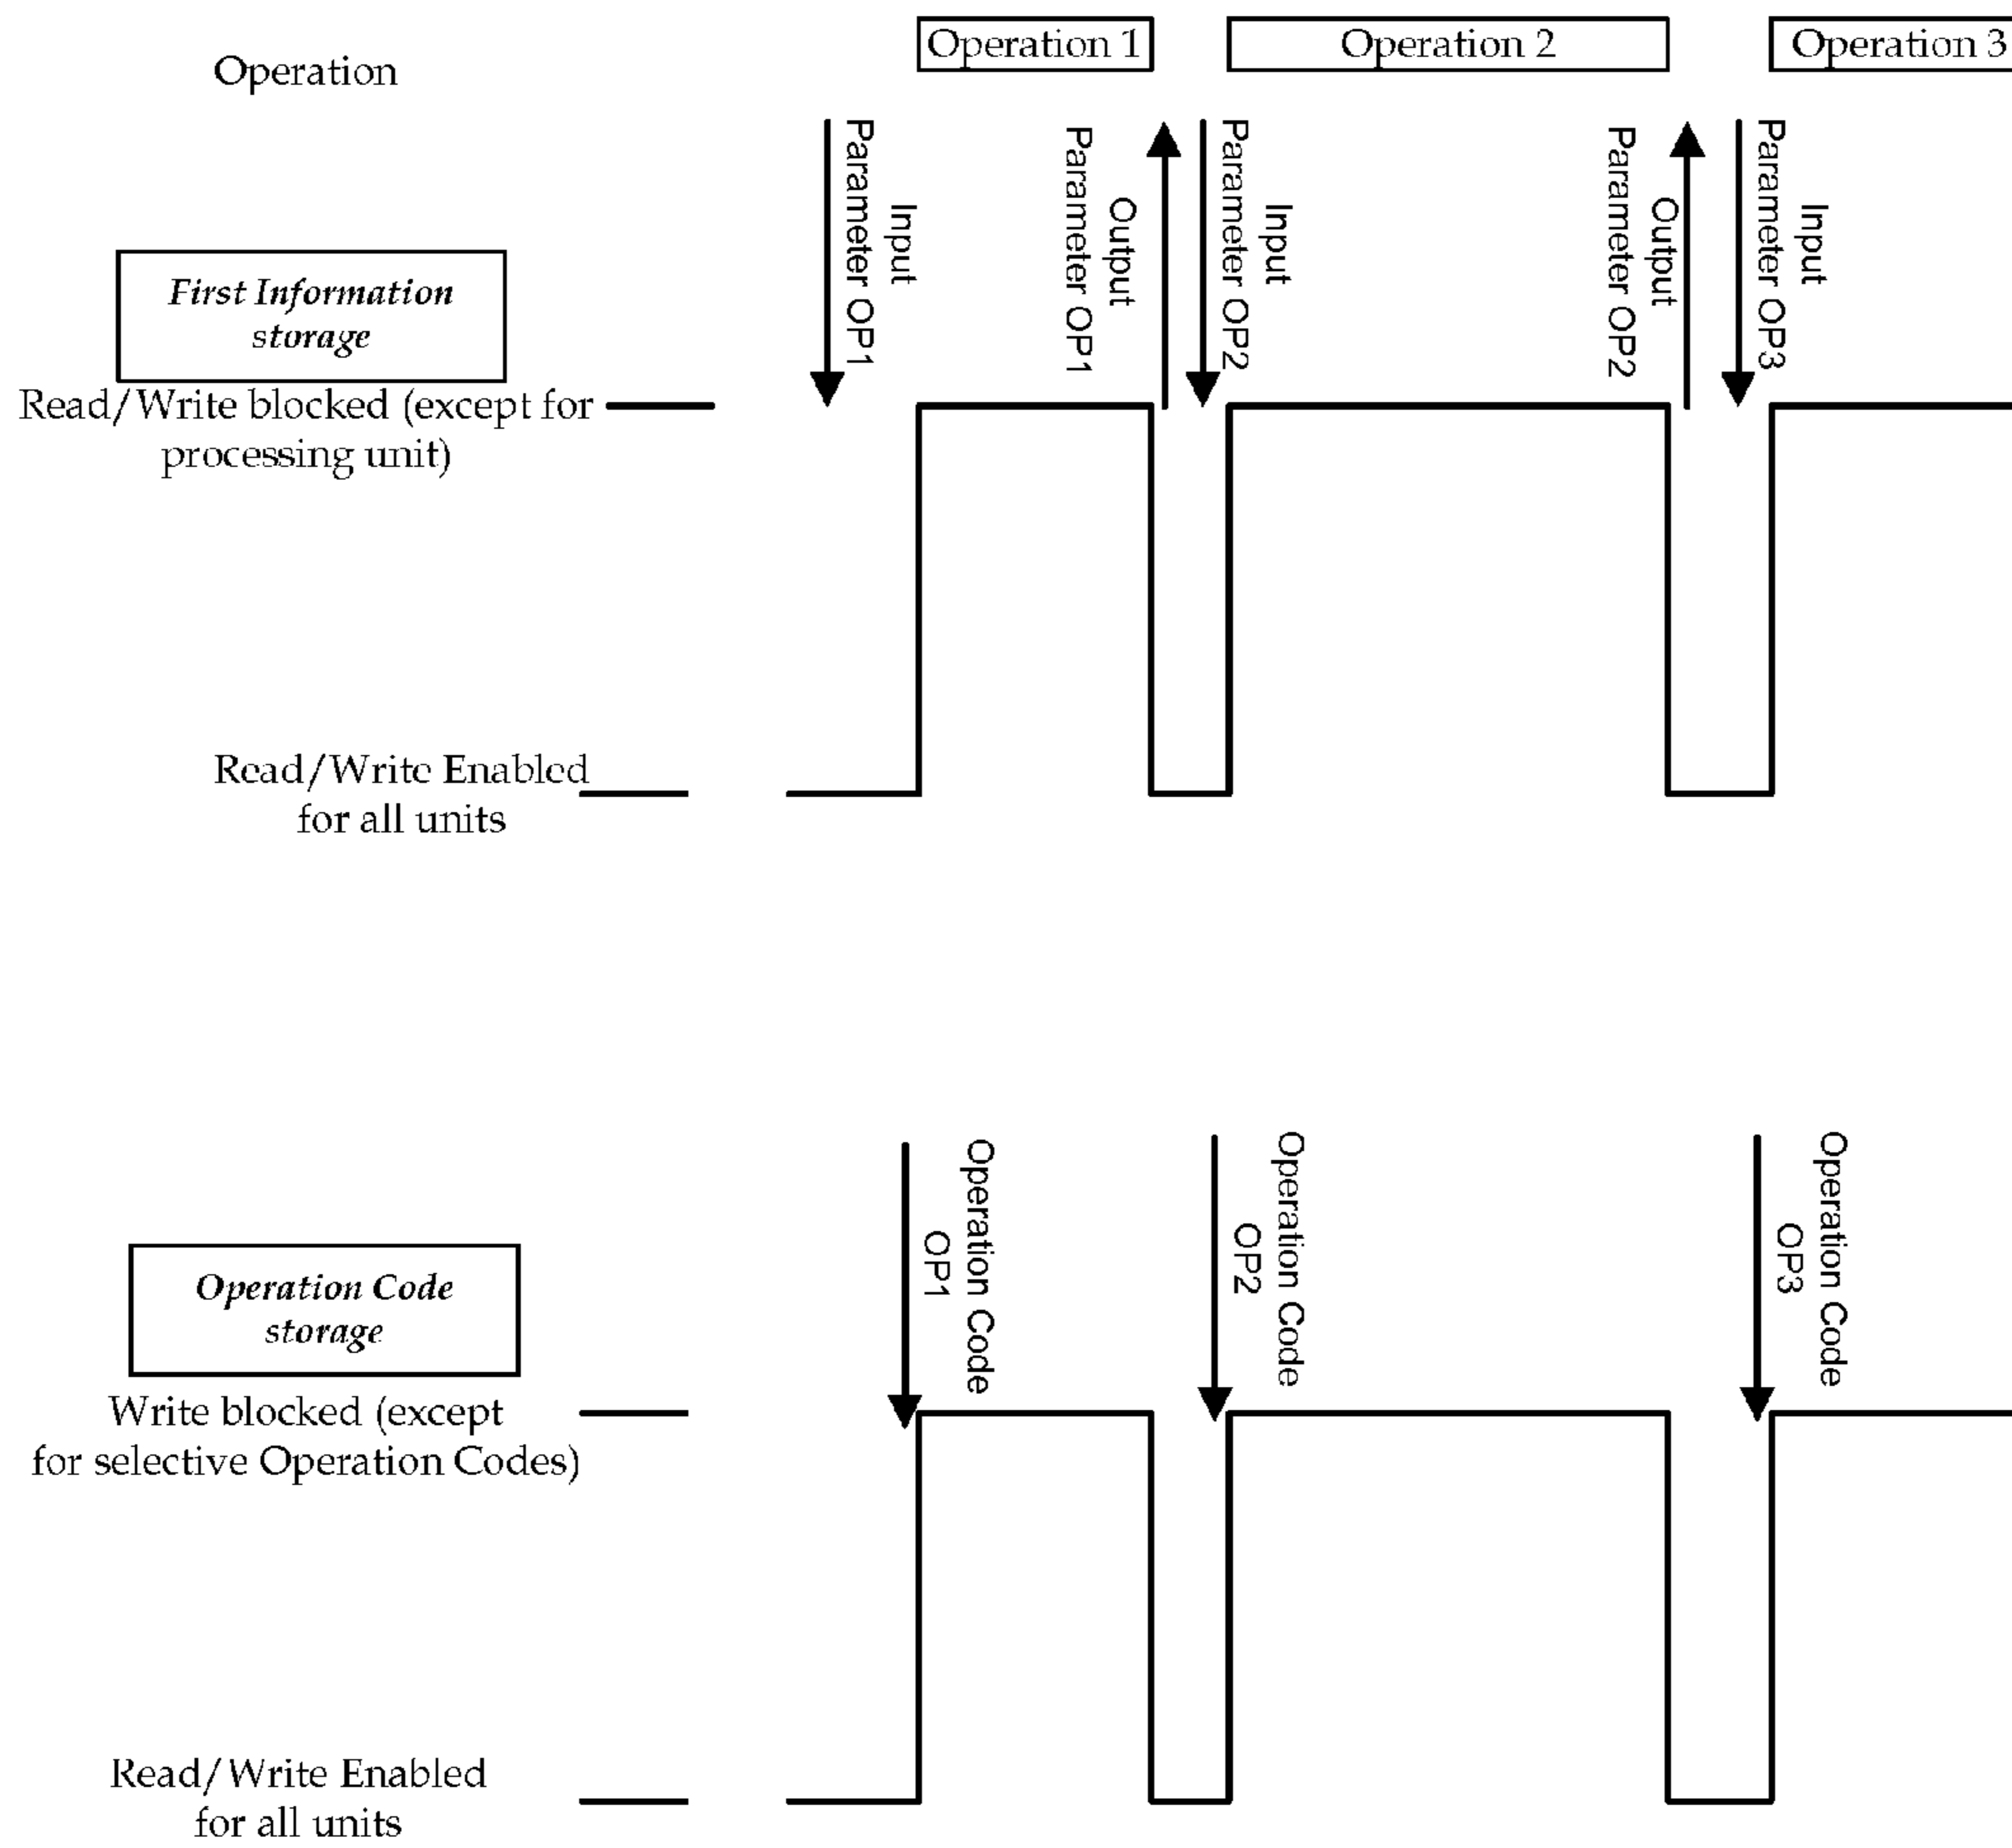 Operation
Operation 1
Operation 2
Operation 3
Input
Parameter OP1
Output
Parameter OP1
Input
Parameter OP2
Output
Parameter OP2
Input
Parameter OP3
First Information
storage
Read/Write blocked (except for
processing unit)
Read/Write Enabled
for all units
Operation Code
OP1
Operation Code
OP2
Operation Code
OP3
Operation Code
storage
Write blocked (except
for selective Operation Codes)
Read/Write Enabled
for all units